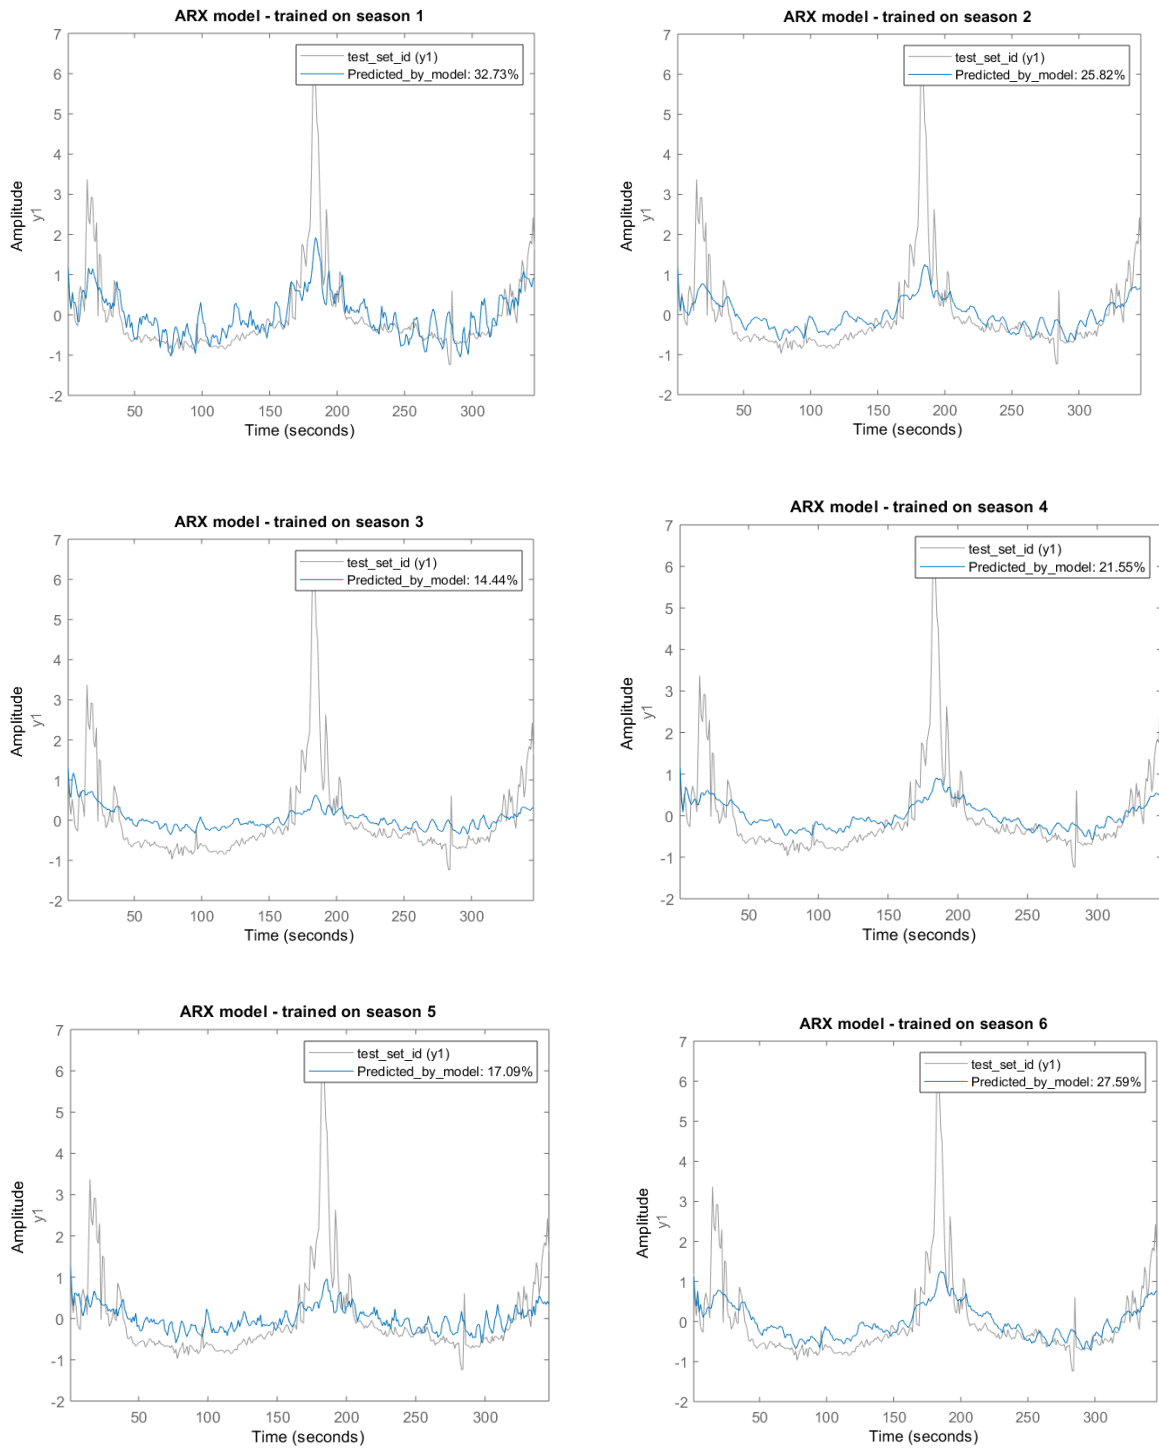 ARX model - trained on season 1
7
6
5
4
3
2
1
0
-1
-2
Amplitude
y1
test_set_id (y1)
Predicted_by_model: 32.73%
50 100 150 200 250 300
Time (seconds)
ARX model - trained on season 2
7
6
5
4
3
2
1
0
-1
-2
Amplitude
y1
test_set_id (y1)
Predicted_by_model: 25.82%
50 100 150 200 250 300
Time (seconds)
ARX model - trained on season 3
7
6
5
4
3
2
1
0
-1
-2
Amplitude
y1
test_set_id (y1)
Predicted_by_model: 14.44%
50 100 150 200 250 300
Time (seconds)
ARX model - trained on season 4
7
6
5
4
3
2
1
0
-1
-2
Amplitude
y1
test_set_id (y1)
Predicted_by_model: 21.55%
50 100 150 200 250 300
Time (seconds)
ARX model - trained on season 5
7
6
5
4
3
2
1
0
-1
-2
Amplitude
y1
test_set_id (y1)
Predicted_by_model: 17.09%
50 100 150 200 250 300
Time (seconds)
ARX model - trained on season 6
7
6
5
4
3
2
1
0
-1
-2
Amplitude
y1
test_set_id (y1)
Predicted_by_model: 27.59%
50 100 150 200 250 300
Time (seconds)